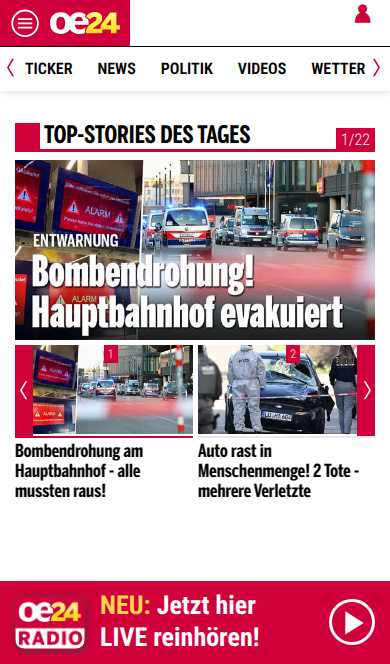 oe24
TICKER NEWS POLITIK VIDEOS WETTER
TOP-STORIES DES TAGES
1/22
ALARM
ALARM
ENTWARNUNG
Bombendrohung!
Hauptbahnhof evakuiert
1
2
Bombendrohung am
Hauptbahnhof - alle
mussten raus!
Auto rast in
Menschenmenge! 2 Tote -
mehrere Verletzte
oe24
RADIO
NEU: Jetzt hier
LIVE reinhören!